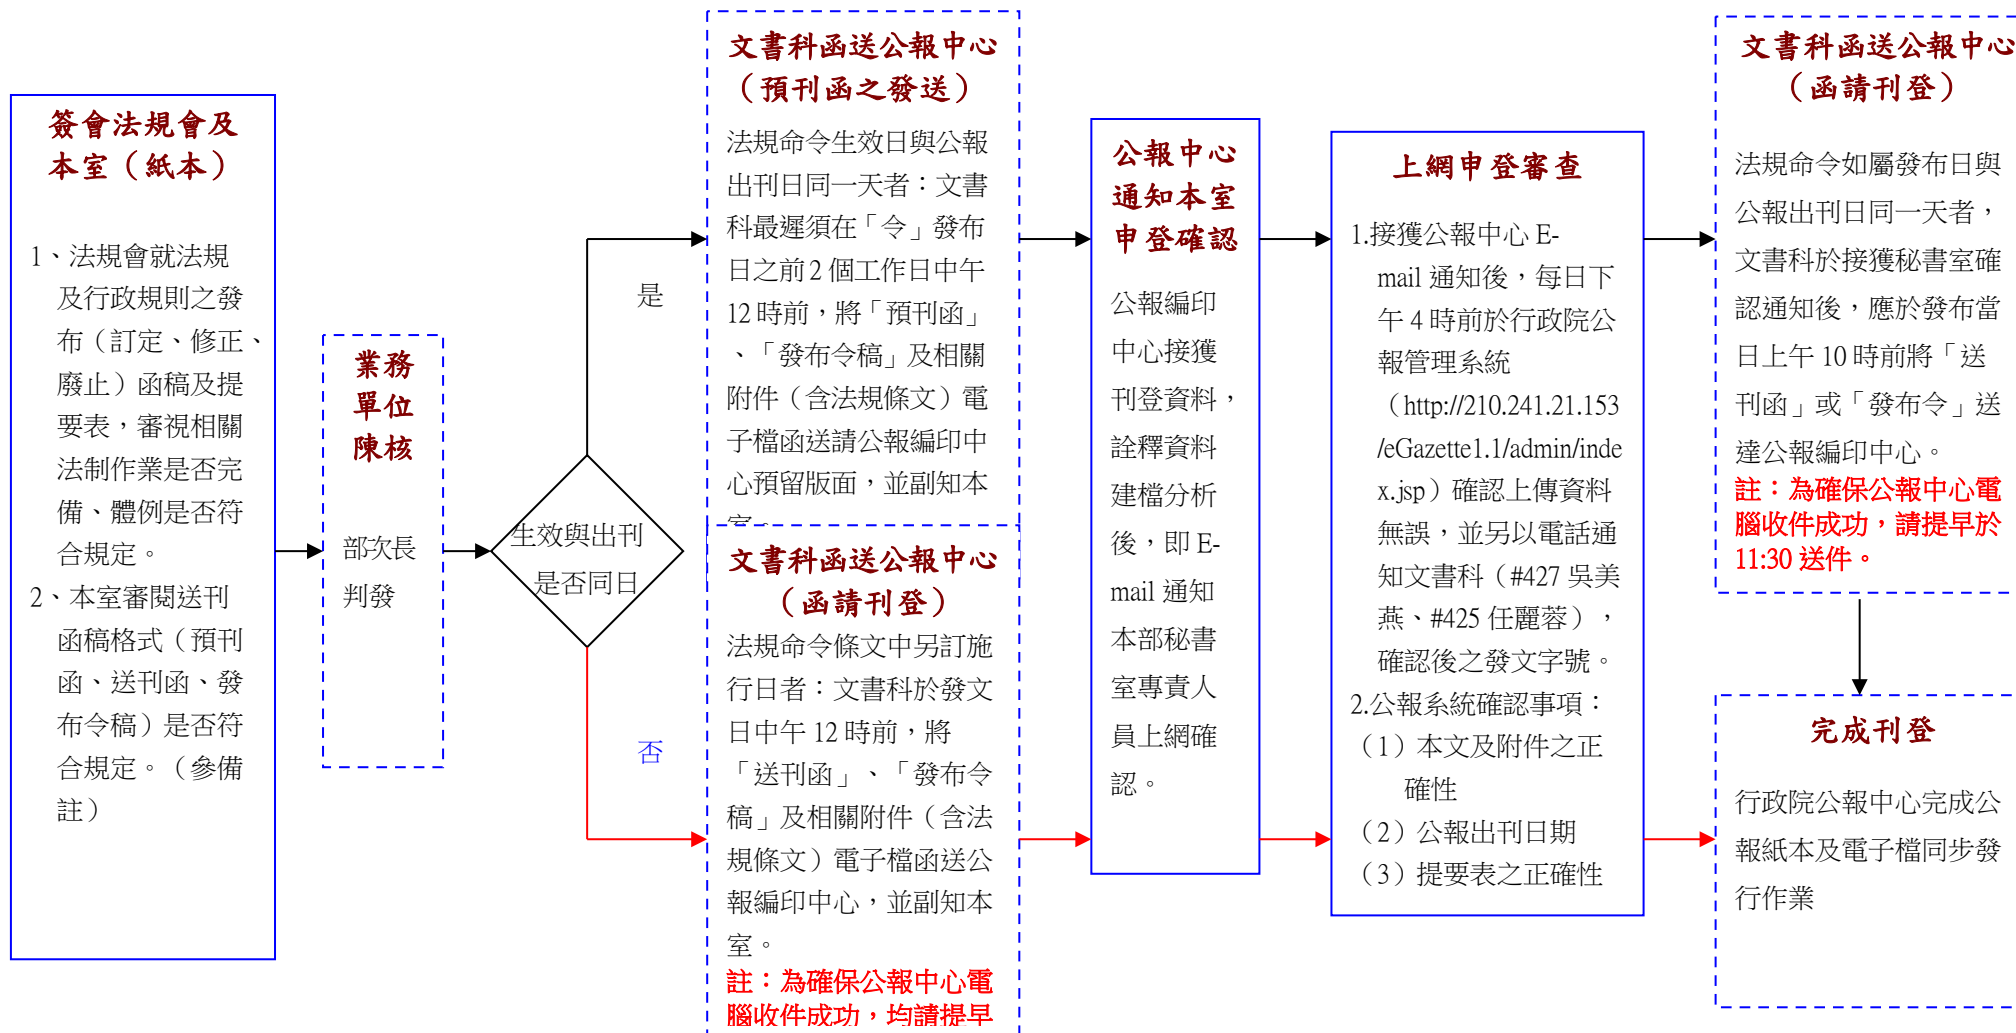 簽會法規會及
本室（紙本）
1、法規會就法規
及行政規則之發
布（訂定、修正、
廢止）函稿及提
要表，審視相關
法制作業是否完
備、體例是否符
合規定。
2、本室審閱送刊
函稿格式（預刊
函、送刊函、發
布令稿）是否符
合規定。（參備
註）
業務
單位
陳核
部次長
判發
生效與出刊
是否同日
是
否
文書科函送公報中心
（預刊函之發送）
法規命令生效日與公報
出刊日同一天者：文書
科最遲須在「令」發布
日之前2 個工作日中午
12 時前，將「預刊函」
、「發布令稿」及相關
附件（含法規條文）電
子檔函送請公報編印中
心預留版面，並副知本
室。
文書科函送公報中心
（函請刊登）
法規命令條文中另訂施
行日者：文書科於發文
日中午 12 時前，將
「送刊函」、「發布令
稿」及相關附件（含法
規條文）電子檔函送公
報編印中心，並副知本
室。
註：為確保公報中心電
腦收件成功，均請提早
公報中心
通知本室
申登確認
公報編印
中心接獲
刊登資料，
詮釋資料
建檔分析
後，即 E-
mail 通知
本部秘書
室專責人
員上網確
認。
上網申登審查
1.接獲公報中心 E-
mail 通知後，每日下
午 4 時前於行政院公
報管理系統
（http://210.241.21.153
/eGazette1.1/admin/inde
x.jsp）確認上傳資料
無誤，並另以電話通
知文書科（#427 吳美
燕、#425 任麗蓉），
確認後之發文字號。
2.公報系統確認事項：
（1）本文及附件之正
確性
（2）公報出刊日期
（3）提要表之正確性
文書科函送公報中心
（函請刊登）
法規命令如屬發布日與
公報出刊日同一天者，
文書科於接獲秘書室確
認通知後，應於發布當
日上午 10 時前將「送
刊函」或「發布令」送
達公報編印中心。
註：為確保公報中心電
腦收件成功，請提早於
11:30 送件。
完成刊登
行政院公報中心完成公
報紙本及電子檔同步發
行作業